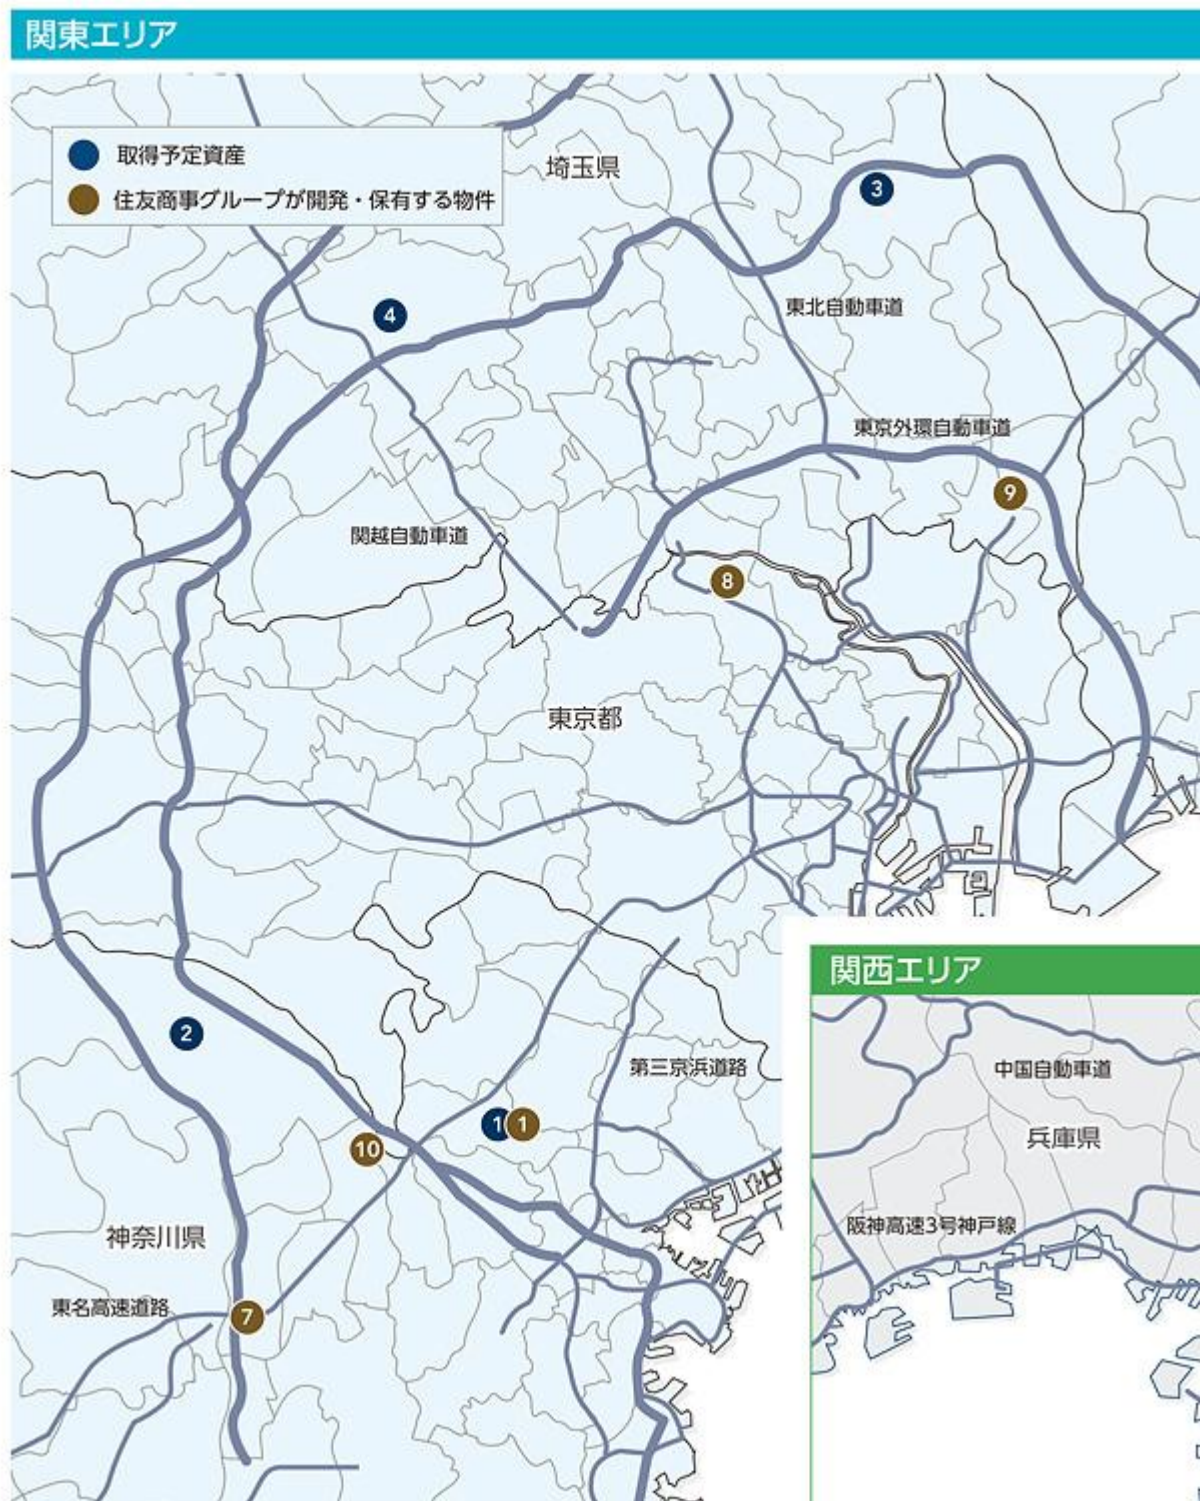 関東エリア
取得予定資産
住友商事グループが開発・保有する物件
埼玉県
3
4
東北自動車道
東京外環自動車道
9
関越自動車道
8
東京都
関西エリア
2
第三京浜道路
中国自動車道
1
1
10
兵庫県
神奈川県
阪神高速3号神戸線
東名高速道路
7